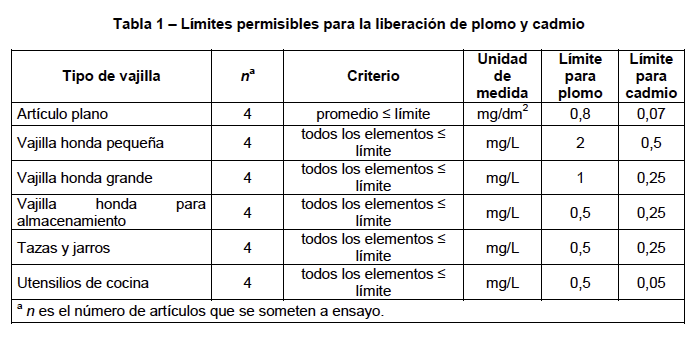 Tabla 1 – Límites permisibles para la liberación de plomo y cadmio
Tipo de vajilla nᵃ Criterio Unidad de medida Límite para plomo Límite para cadmio
Artículo plano 4 promedio ≤ límite mg/dm² 0,8 0,07
Vajilla honda pequeña 4 todos los elementos ≤ límite mg/L 2 0,5
Vajilla honda grande 4 todos los elementos ≤ límite mg/L 1 0,25
Vajilla honda para almacenamiento 4 todos los elementos ≤ límite mg/L 0,5 0,25
Tazas y jarros 4 todos los elementos ≤ límite mg/L 0,5 0,25
Utensilios de cocina 4 todos los elementos ≤ límite mg/L 0,5 0,05
ᵃ n es el número de artículos que se someten a ensayo.